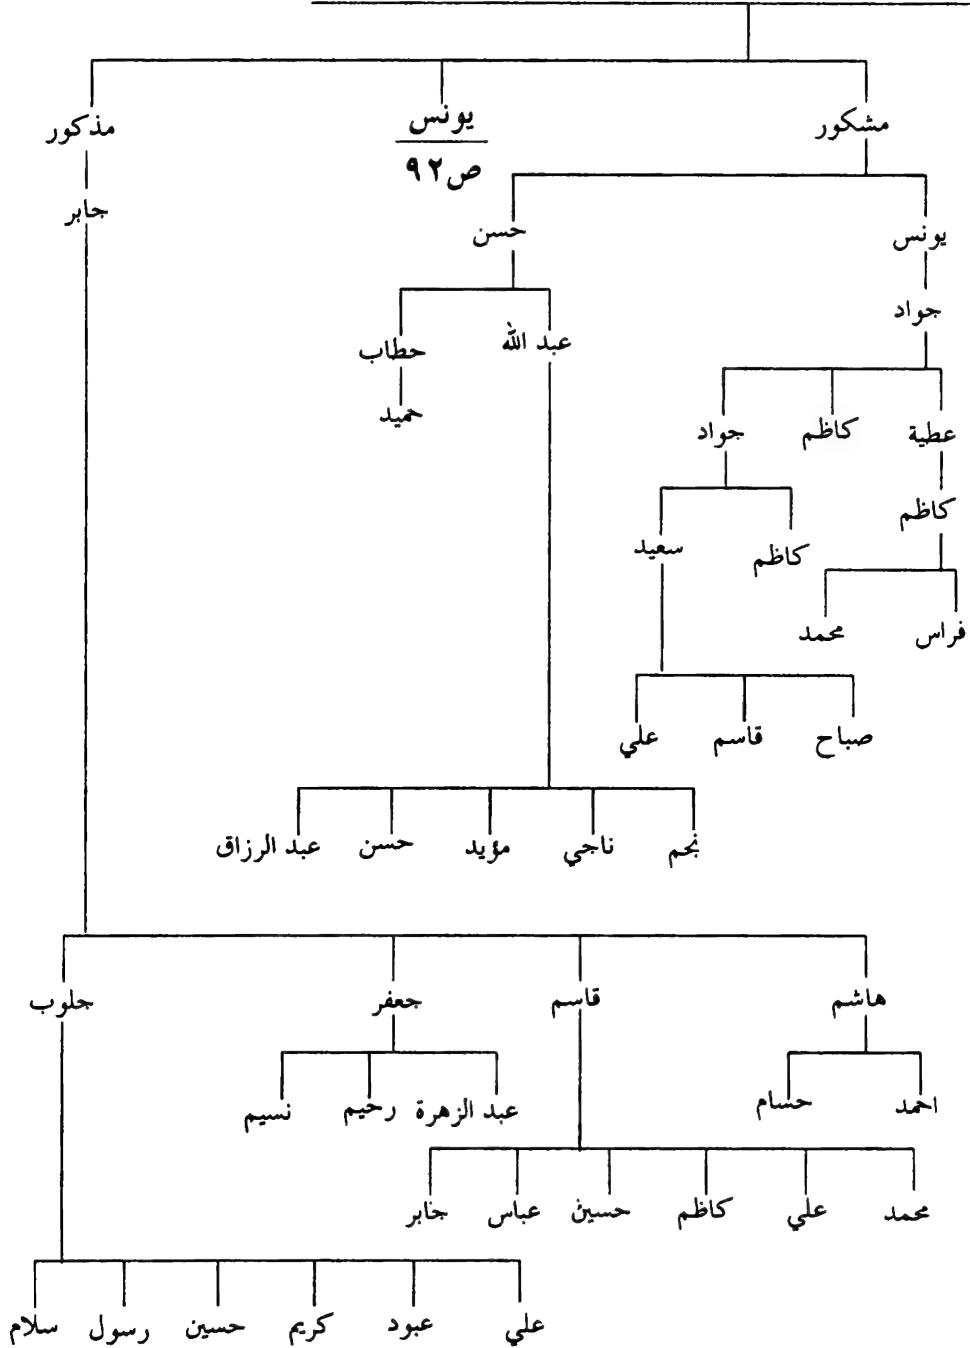 مشكور يونس مذكور
ص٩٢
جابر
يونس حسن
جواد
عبد الله حطاب
حميد
عطية كاظم جواد
كاظم
كاظم سعيد
فراس محمد
صباح قاسم علي
نجم ناجي مؤيد حسن عبد الرزاق
هاشم قاسم جعفر جلوب
احمد حسام
عبد الزهرة رحيم نسيم
محمد علي كاظم حسين عباس جابر
علي عبود كريم حسين رسول سلام